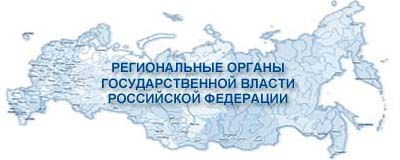 РЕГИОНАЛЬНЫЕ ОРГАНЫ
ГОСУДАРСТВЕННОЙ ВЛАСТИ
РОССИЙСКОЙ ФЕДЕРАЦИИ